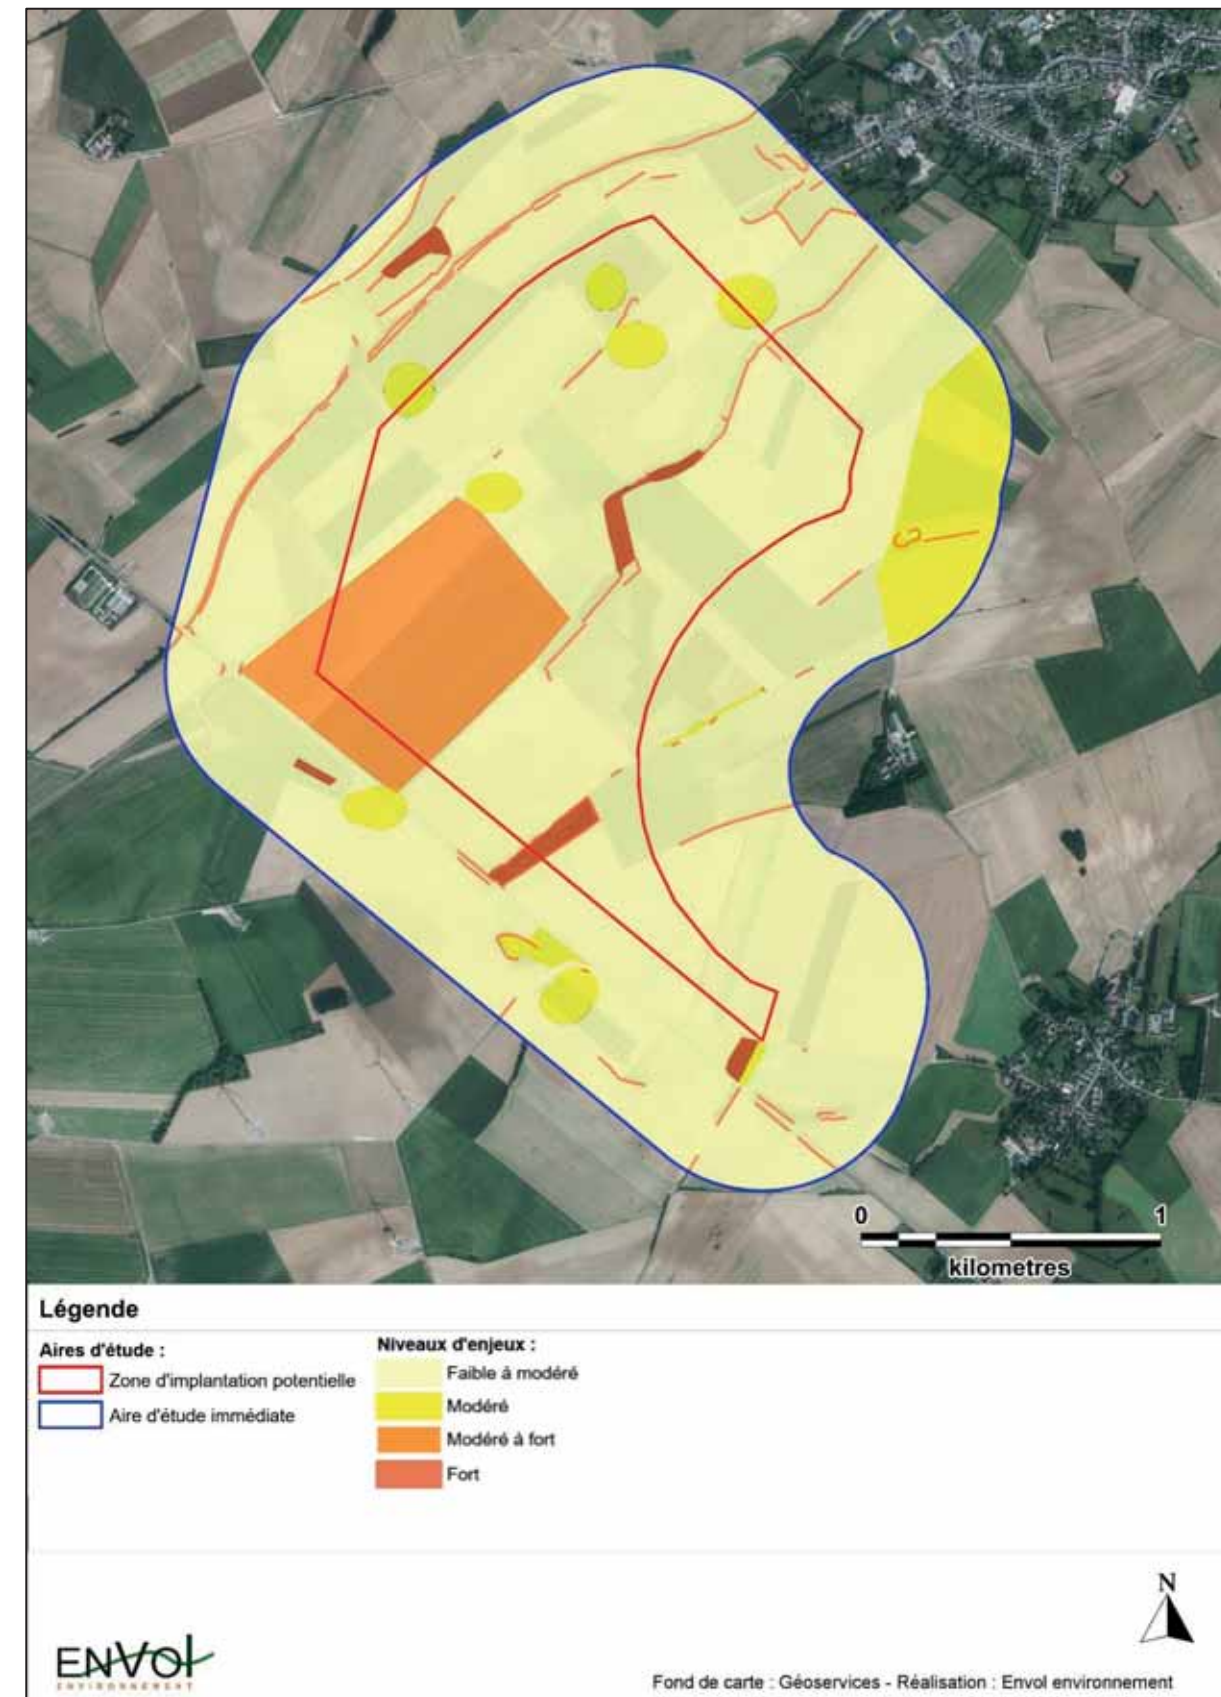 0 1
kilometres
Légende
Aires d'étude :
Zone d'implantation potentielle
Aire d'étude immédiate
Niveaux d'enjeux :
Faible à modéré
Modéré
Modéré à fort
Fort
N
ENVOl
ENVIRONNEMENT
Fond de carte : Géoservices - Réalisation : Envol environnement